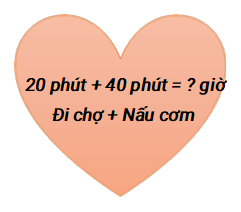 20 phút + 40 phút = ? giờ
Đi chợ + Nấu cơm